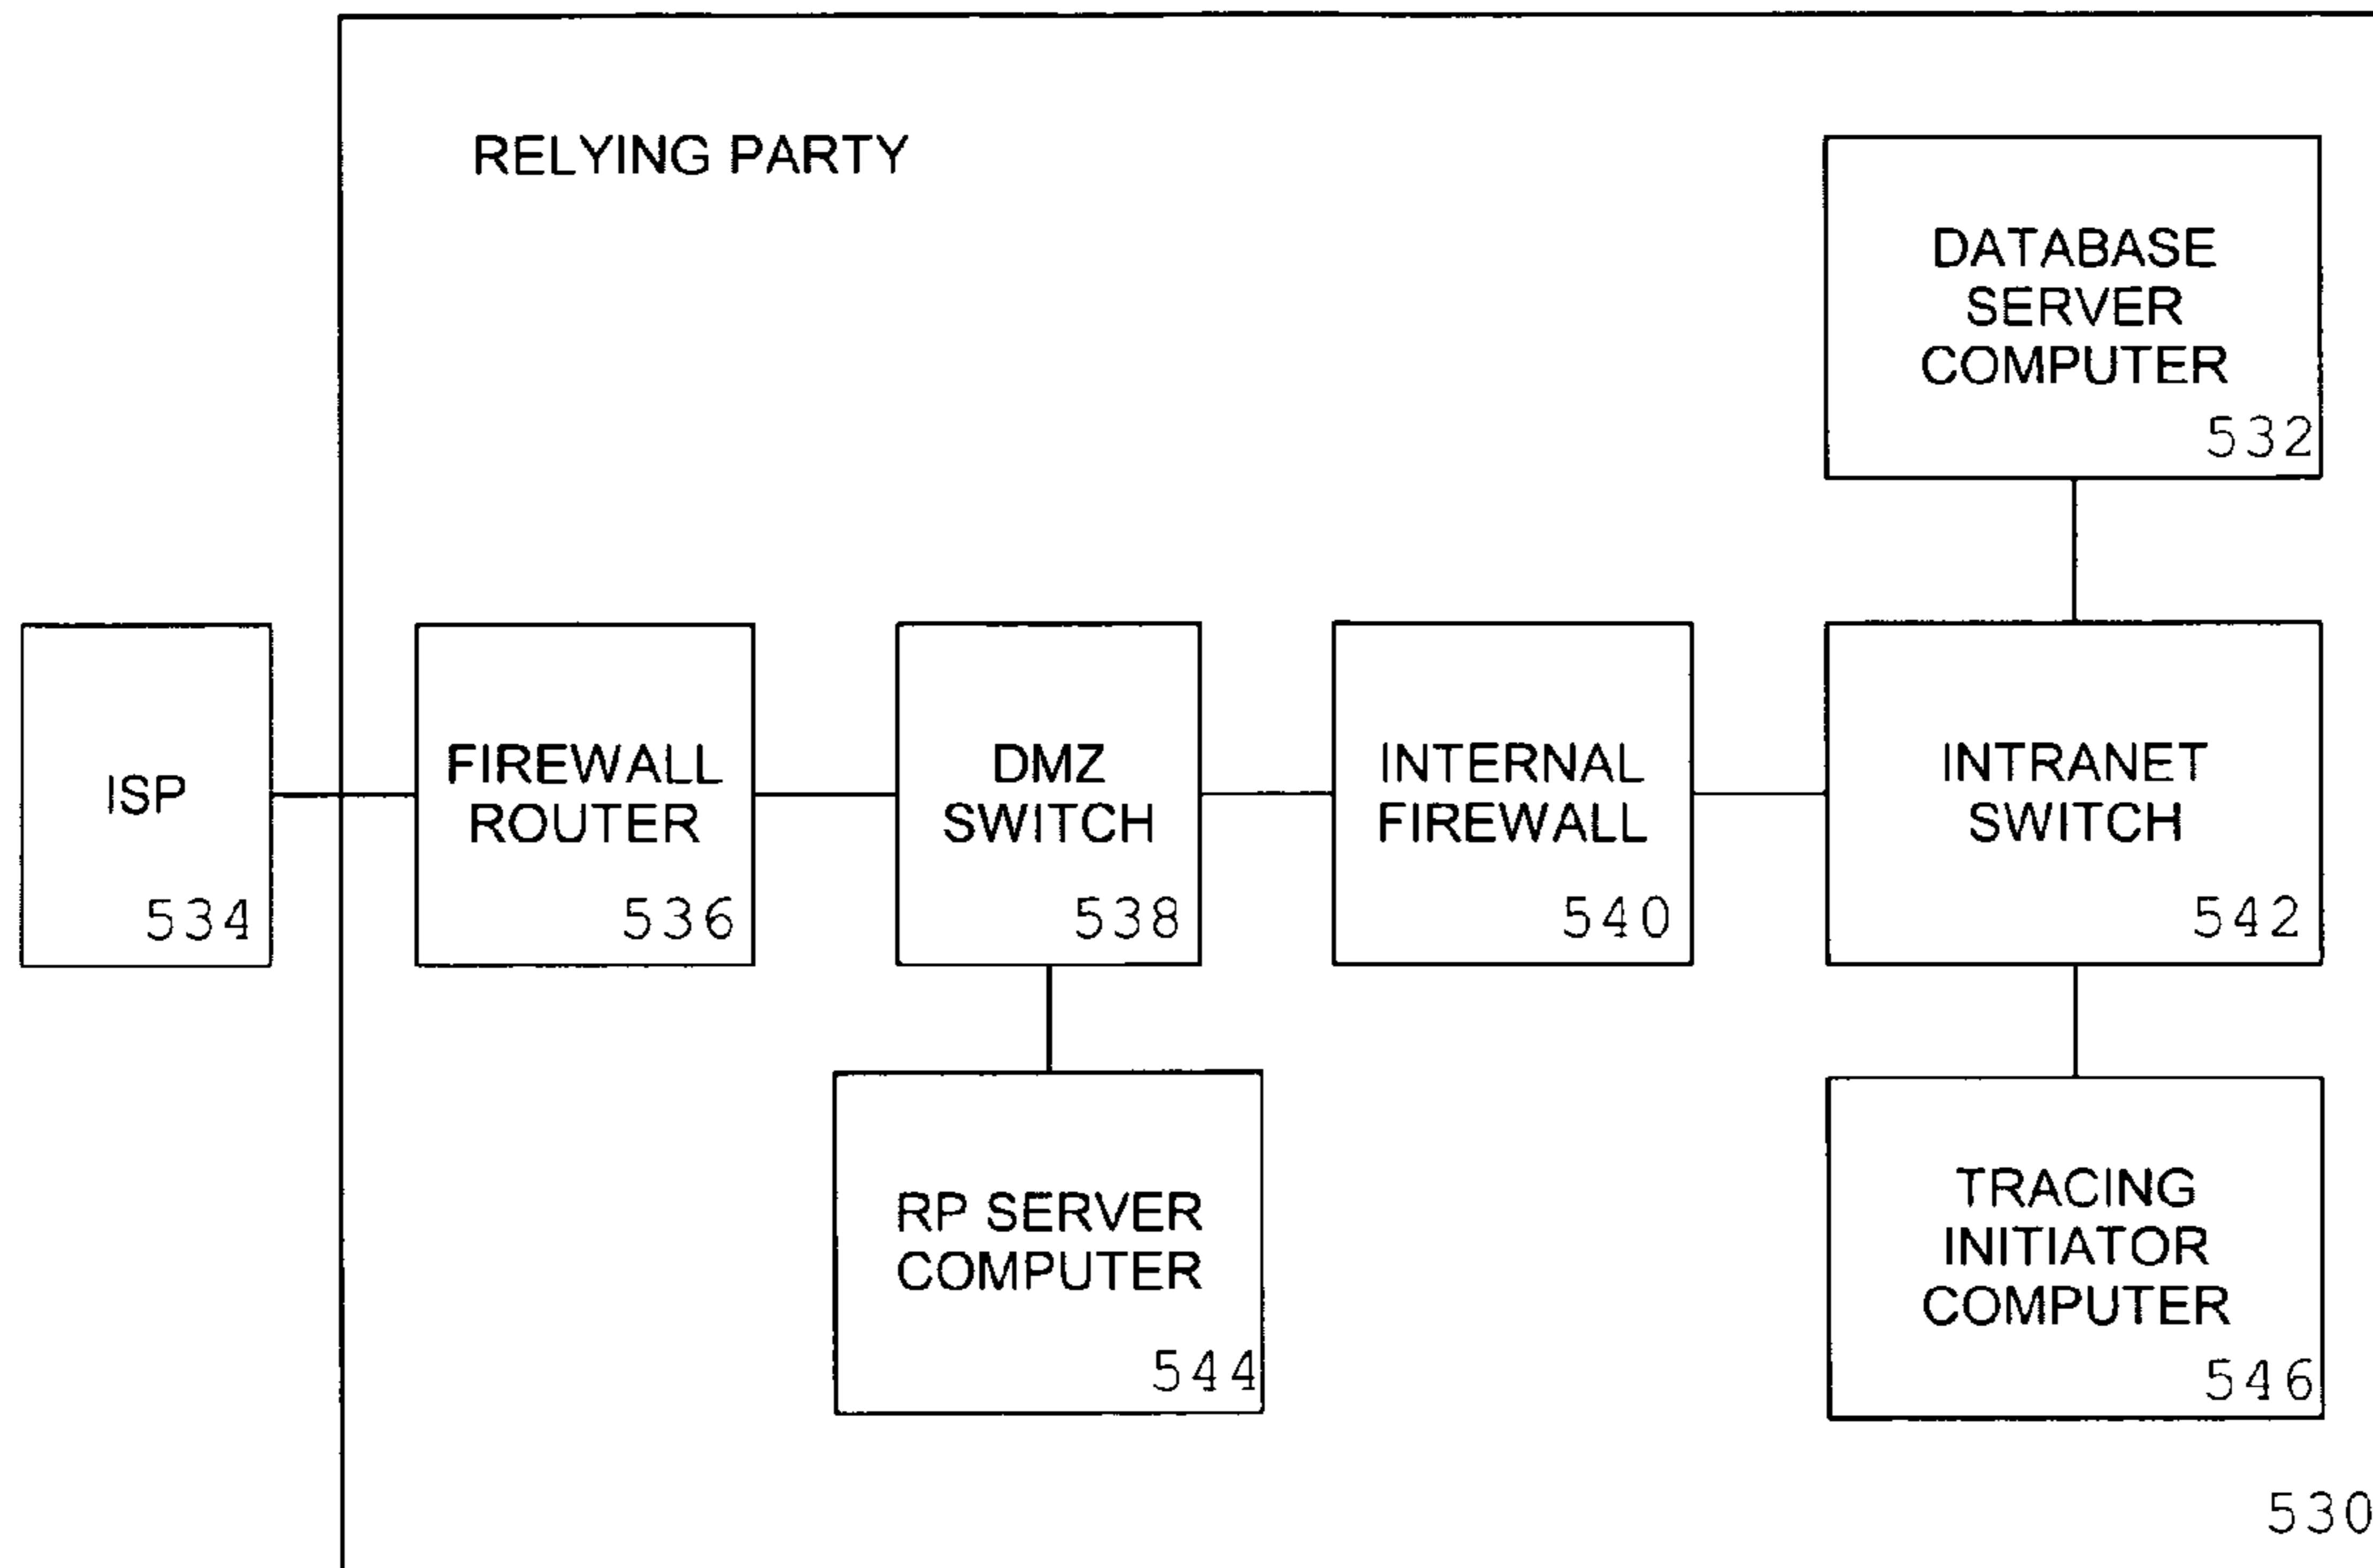 RELYING PARTY
DATABASE
SERVER
COMPUTER
532
ISP
534
FIREWALL
ROUTER
536
DMZ
SWITCH
538
INTERNAL
FIREWALL
540
INTRANET
SWITCH
542
RP SERVER
COMPUTER
544
TRACING
INITIATOR
COMPUTER
546
530